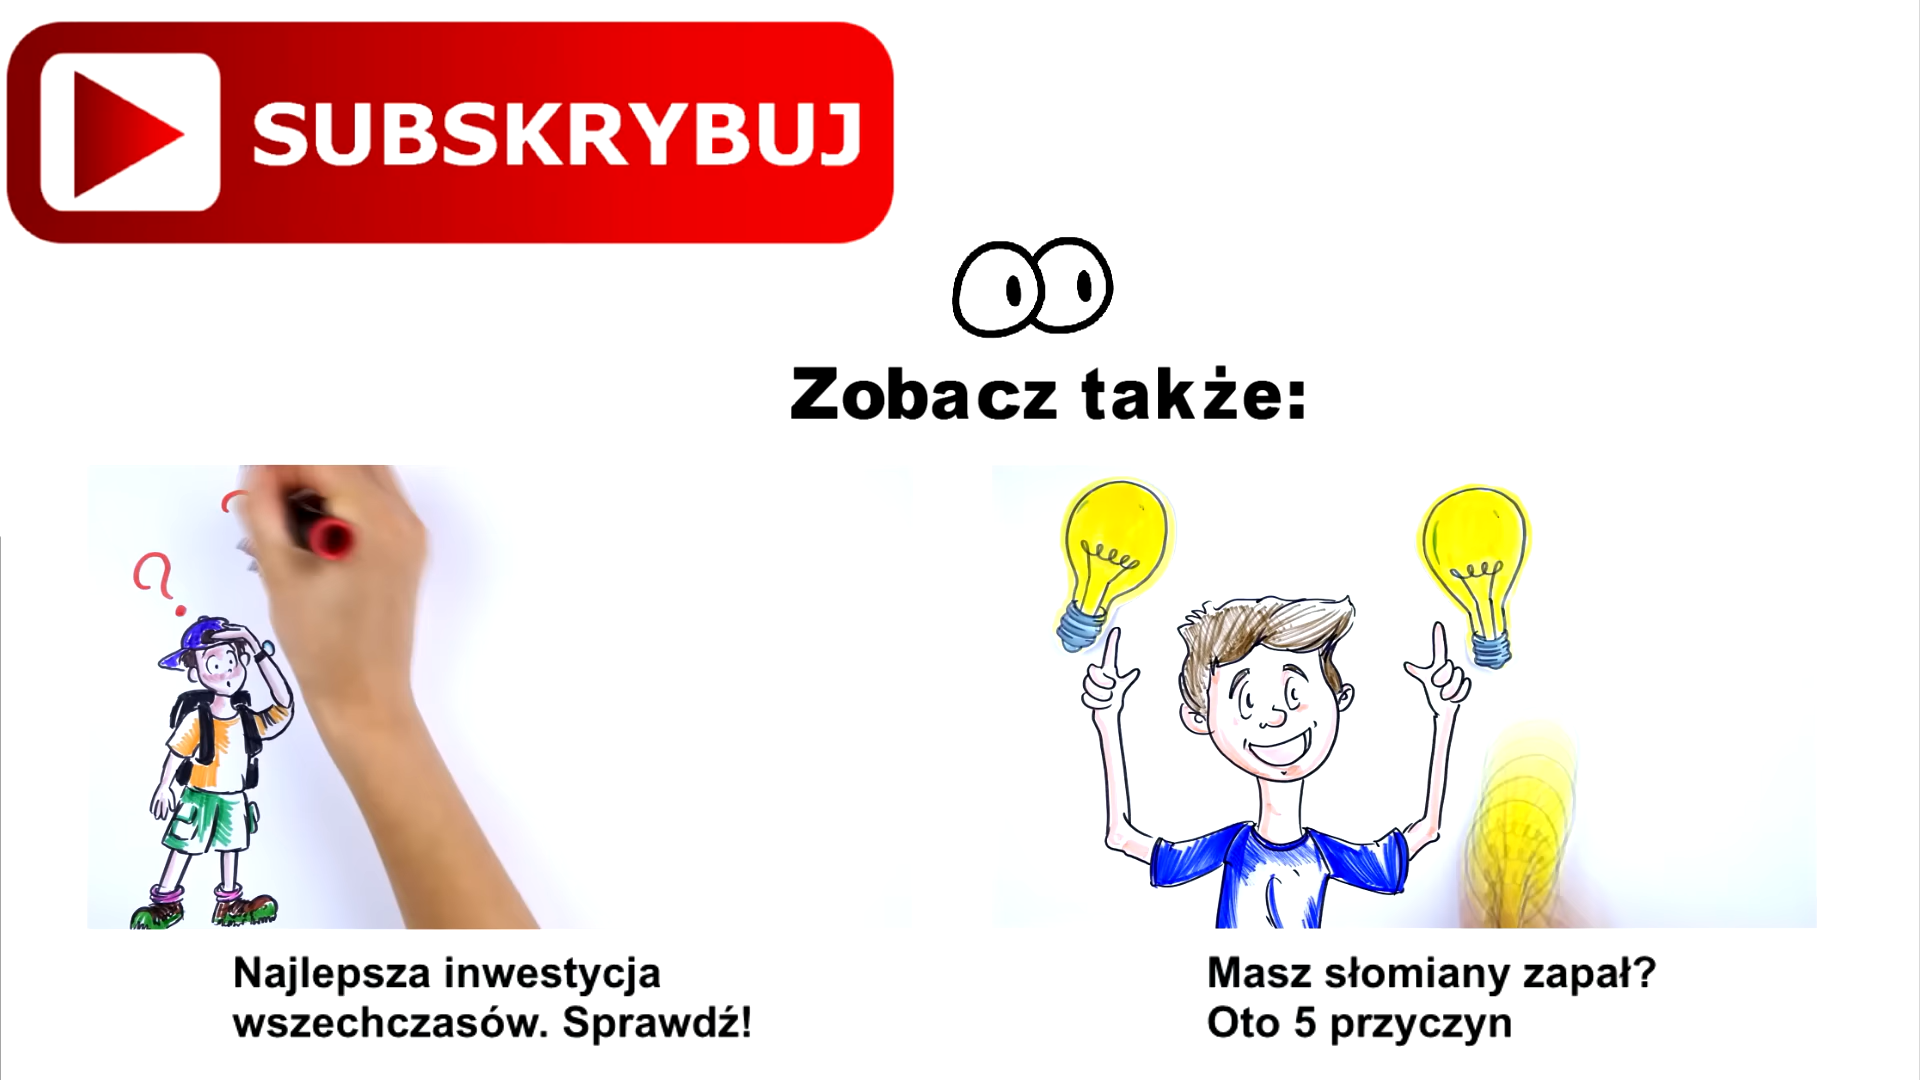 SUBSKRYBUJ
Zobacz także:
Najlepsza inwestycja
wszechczasów. Sprawdź!
Masz słomiany zapał?
Oto 5 przyczyn